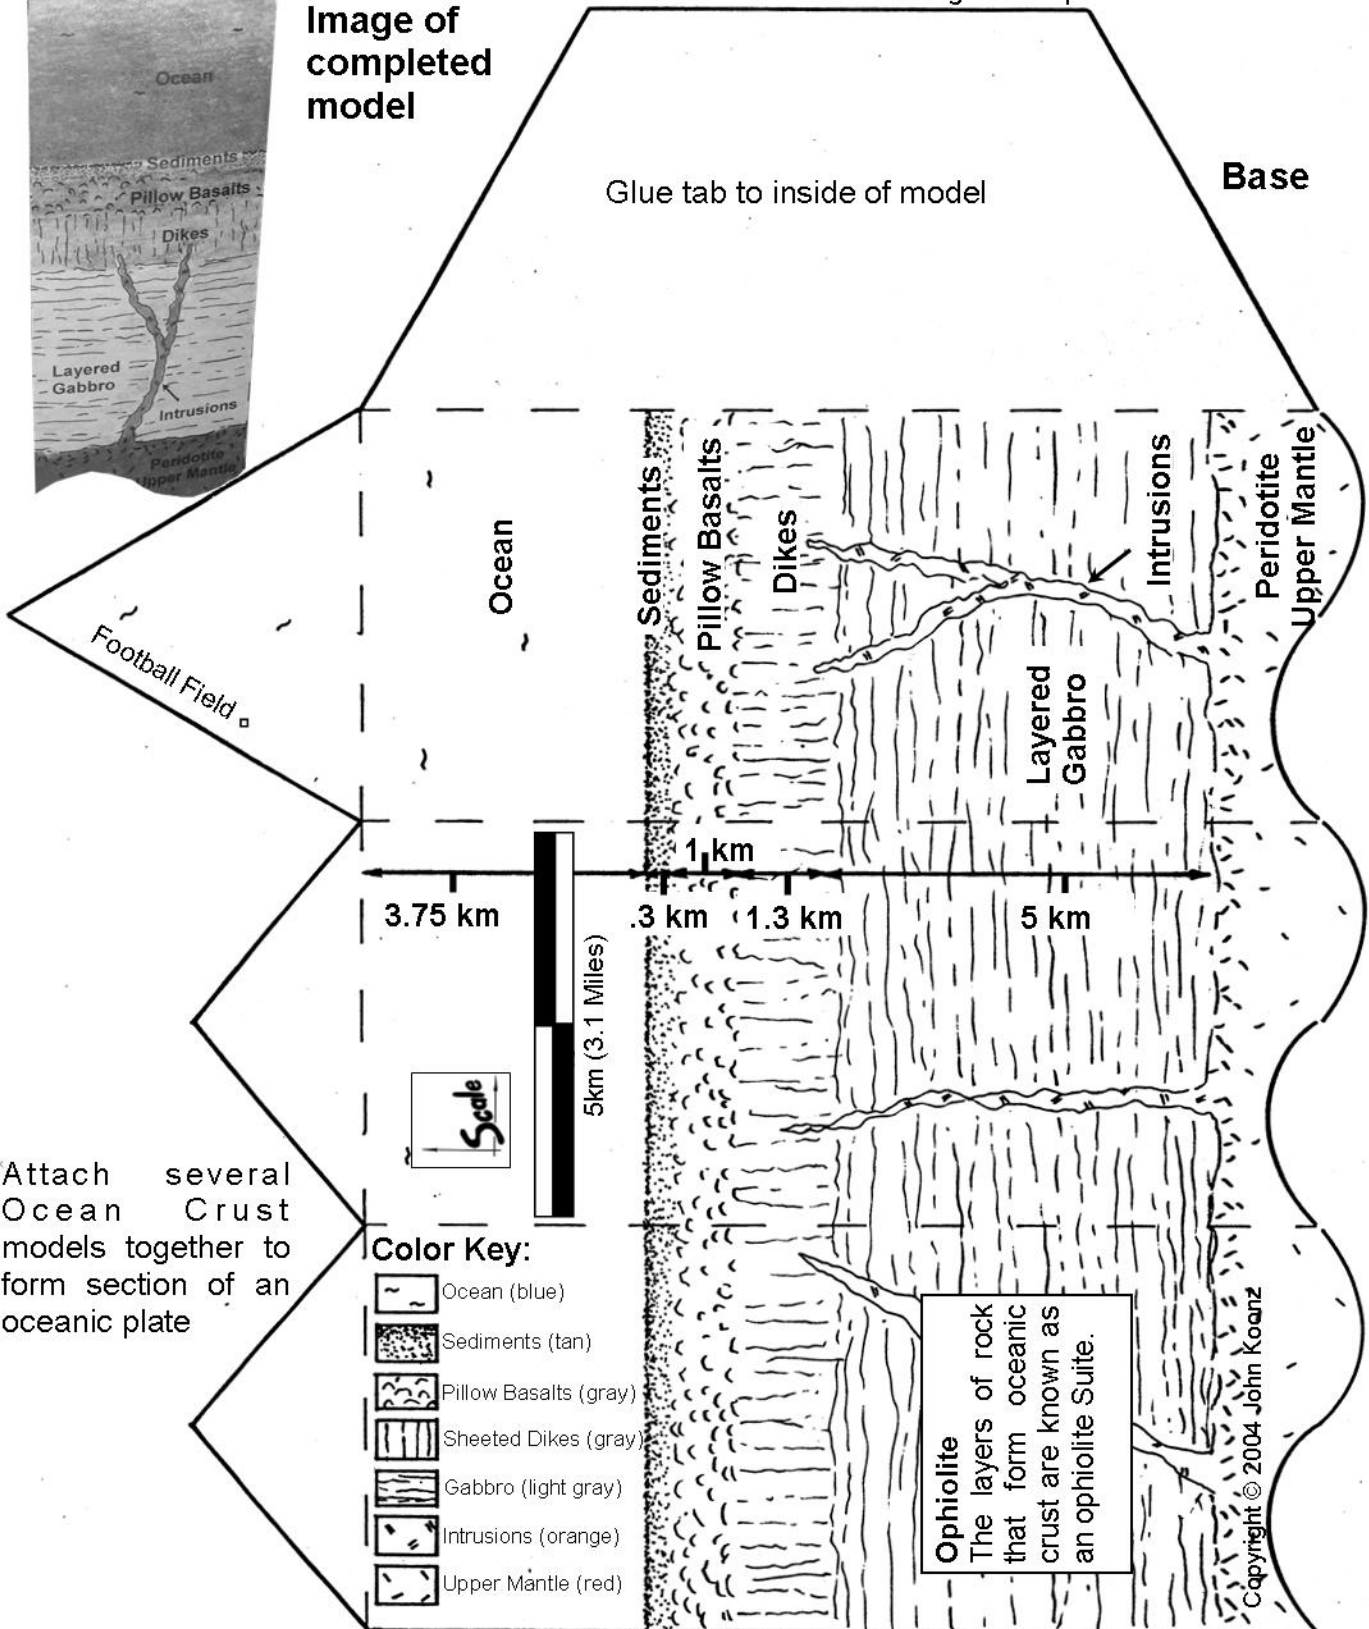 Image of
completed
model
Ocean
Sediments
Pillow Basalts
Dikes
Layered
Gabbro
Intrusions
Peridotite
Upper Mantle
Glue tab to inside of model
Base
Football Field
Ocean
Sediments
Pillow Basalts
Dikes
Intrusions
Layered
Gabbro
Peridotite
Upper Mantle
1 km
3.75 km
.3 km
1.3 km
5 km
5km (3.1 Miles)
Scale
Attach several
Ocean Crust
models together to
form section of an
oceanic plate
Color Key:
Ocean (blue)
Sediments (tan)
Pillow Basalts (gray)
Sheeted Dikes (gray)
Gabbro (light gray)
Intrusions (orange)
Upper Mantle (red)
Ophiolite
The layers of rock
that form oceanic
crust are known as
an ophiolite Suite.
Copyright © 2004 John Koonz